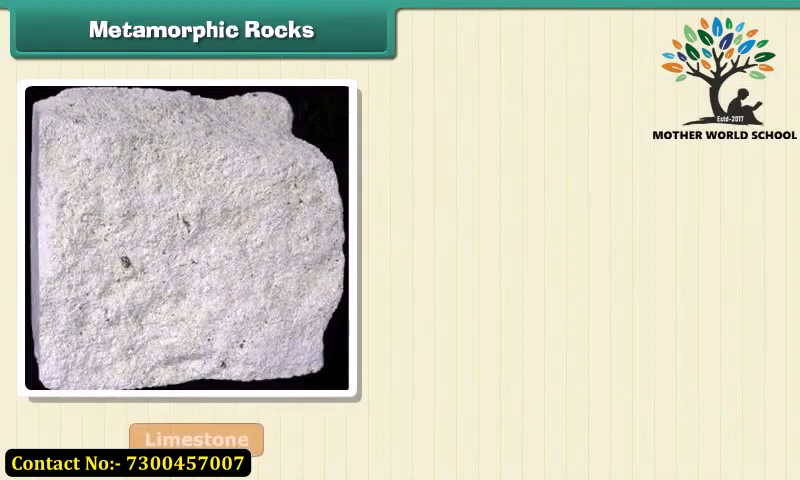 Metamorphic Rocks
Estd-2017
MOTHER WORLD SCHOOL
Limestone
Contact No:- 7300457007